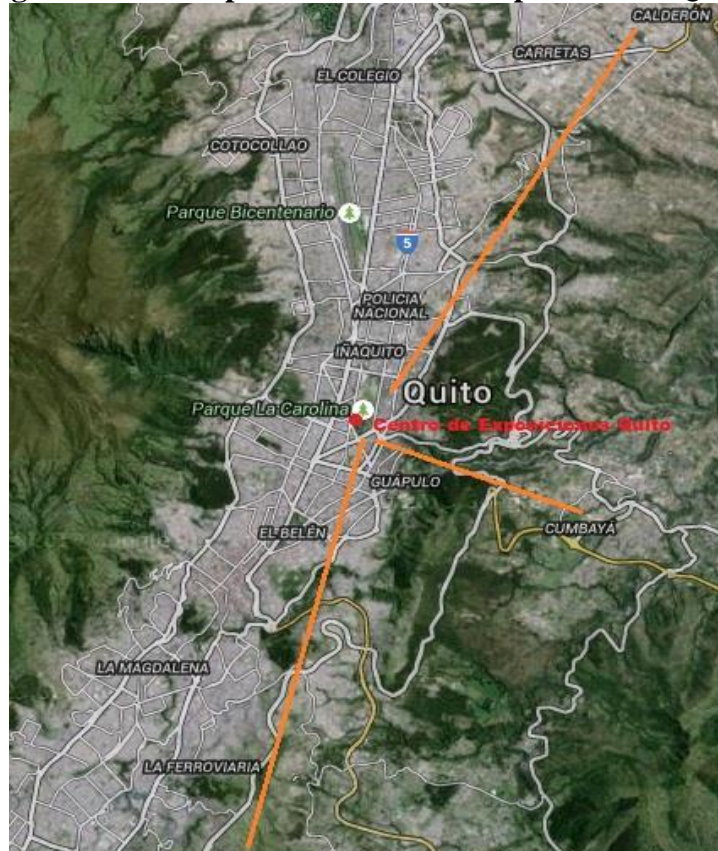 CALDERÓN
CARRETAS
EL COLEGIO
COTOCOLLAO
Parque Bicentenario
5
POLICIA
NACIONAL
IÑAQUITO
Quito
Parque La Carolina
Centro de Exposiciones Quito
GUÁPULO
EL BELÉN
CUMBAYÁ
LA MAGDALENA
LA FERROVIARIA